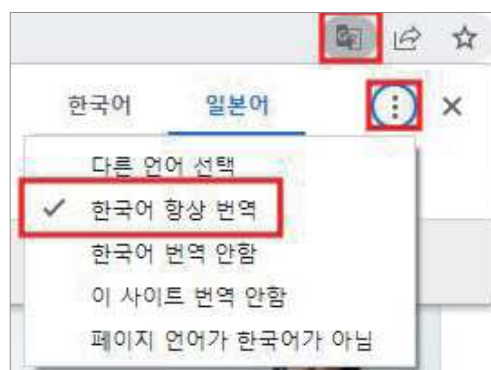 한국어 일본어
다른 언어 선택
한국어 항상 번역
한국어 번역 안함
이 사이트 번역 안함
페이지 언어가 한국어가 아님